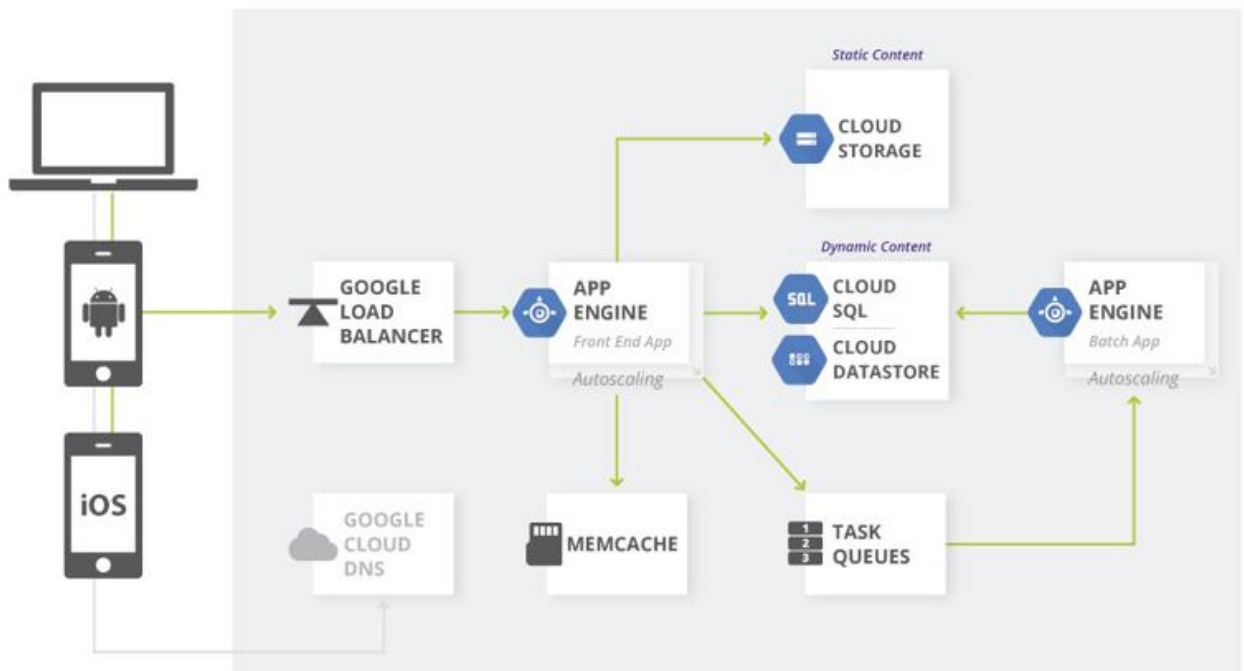 Static Content
CLOUD
STORAGE
Dynamic Content
GOOGLE
LOAD
BALANCER
APP
ENGINE
Front End App
Autoscaling
SQL
CLOUD
SQL
CLOUD
DATASTORE
APP
ENGINE
Batch App
Autoscaling
iOS
GOOGLE
CLOUD
DNS
MEMCACHE
1
2
3
TASK
QUEUES